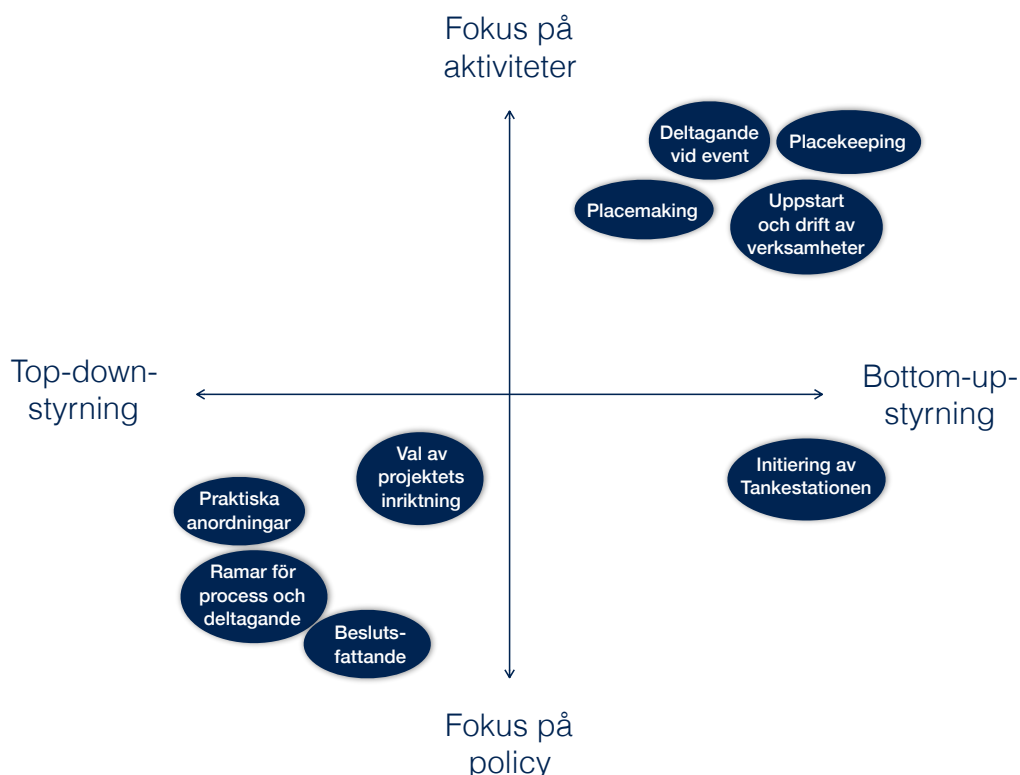 Fokus på
aktiviteter
Deltagande
vid event
Placekeeping
Placemaking
Uppstart
och drift av
verksamheter
Top-down-
styrning
Bottom-up-
styrning
Val av
projektets
inriktning
Initiering av
Tankestationen
Praktiska
anordningar
Ramar för
process och
deltagande
Besluts-
fattande
Fokus på
policy